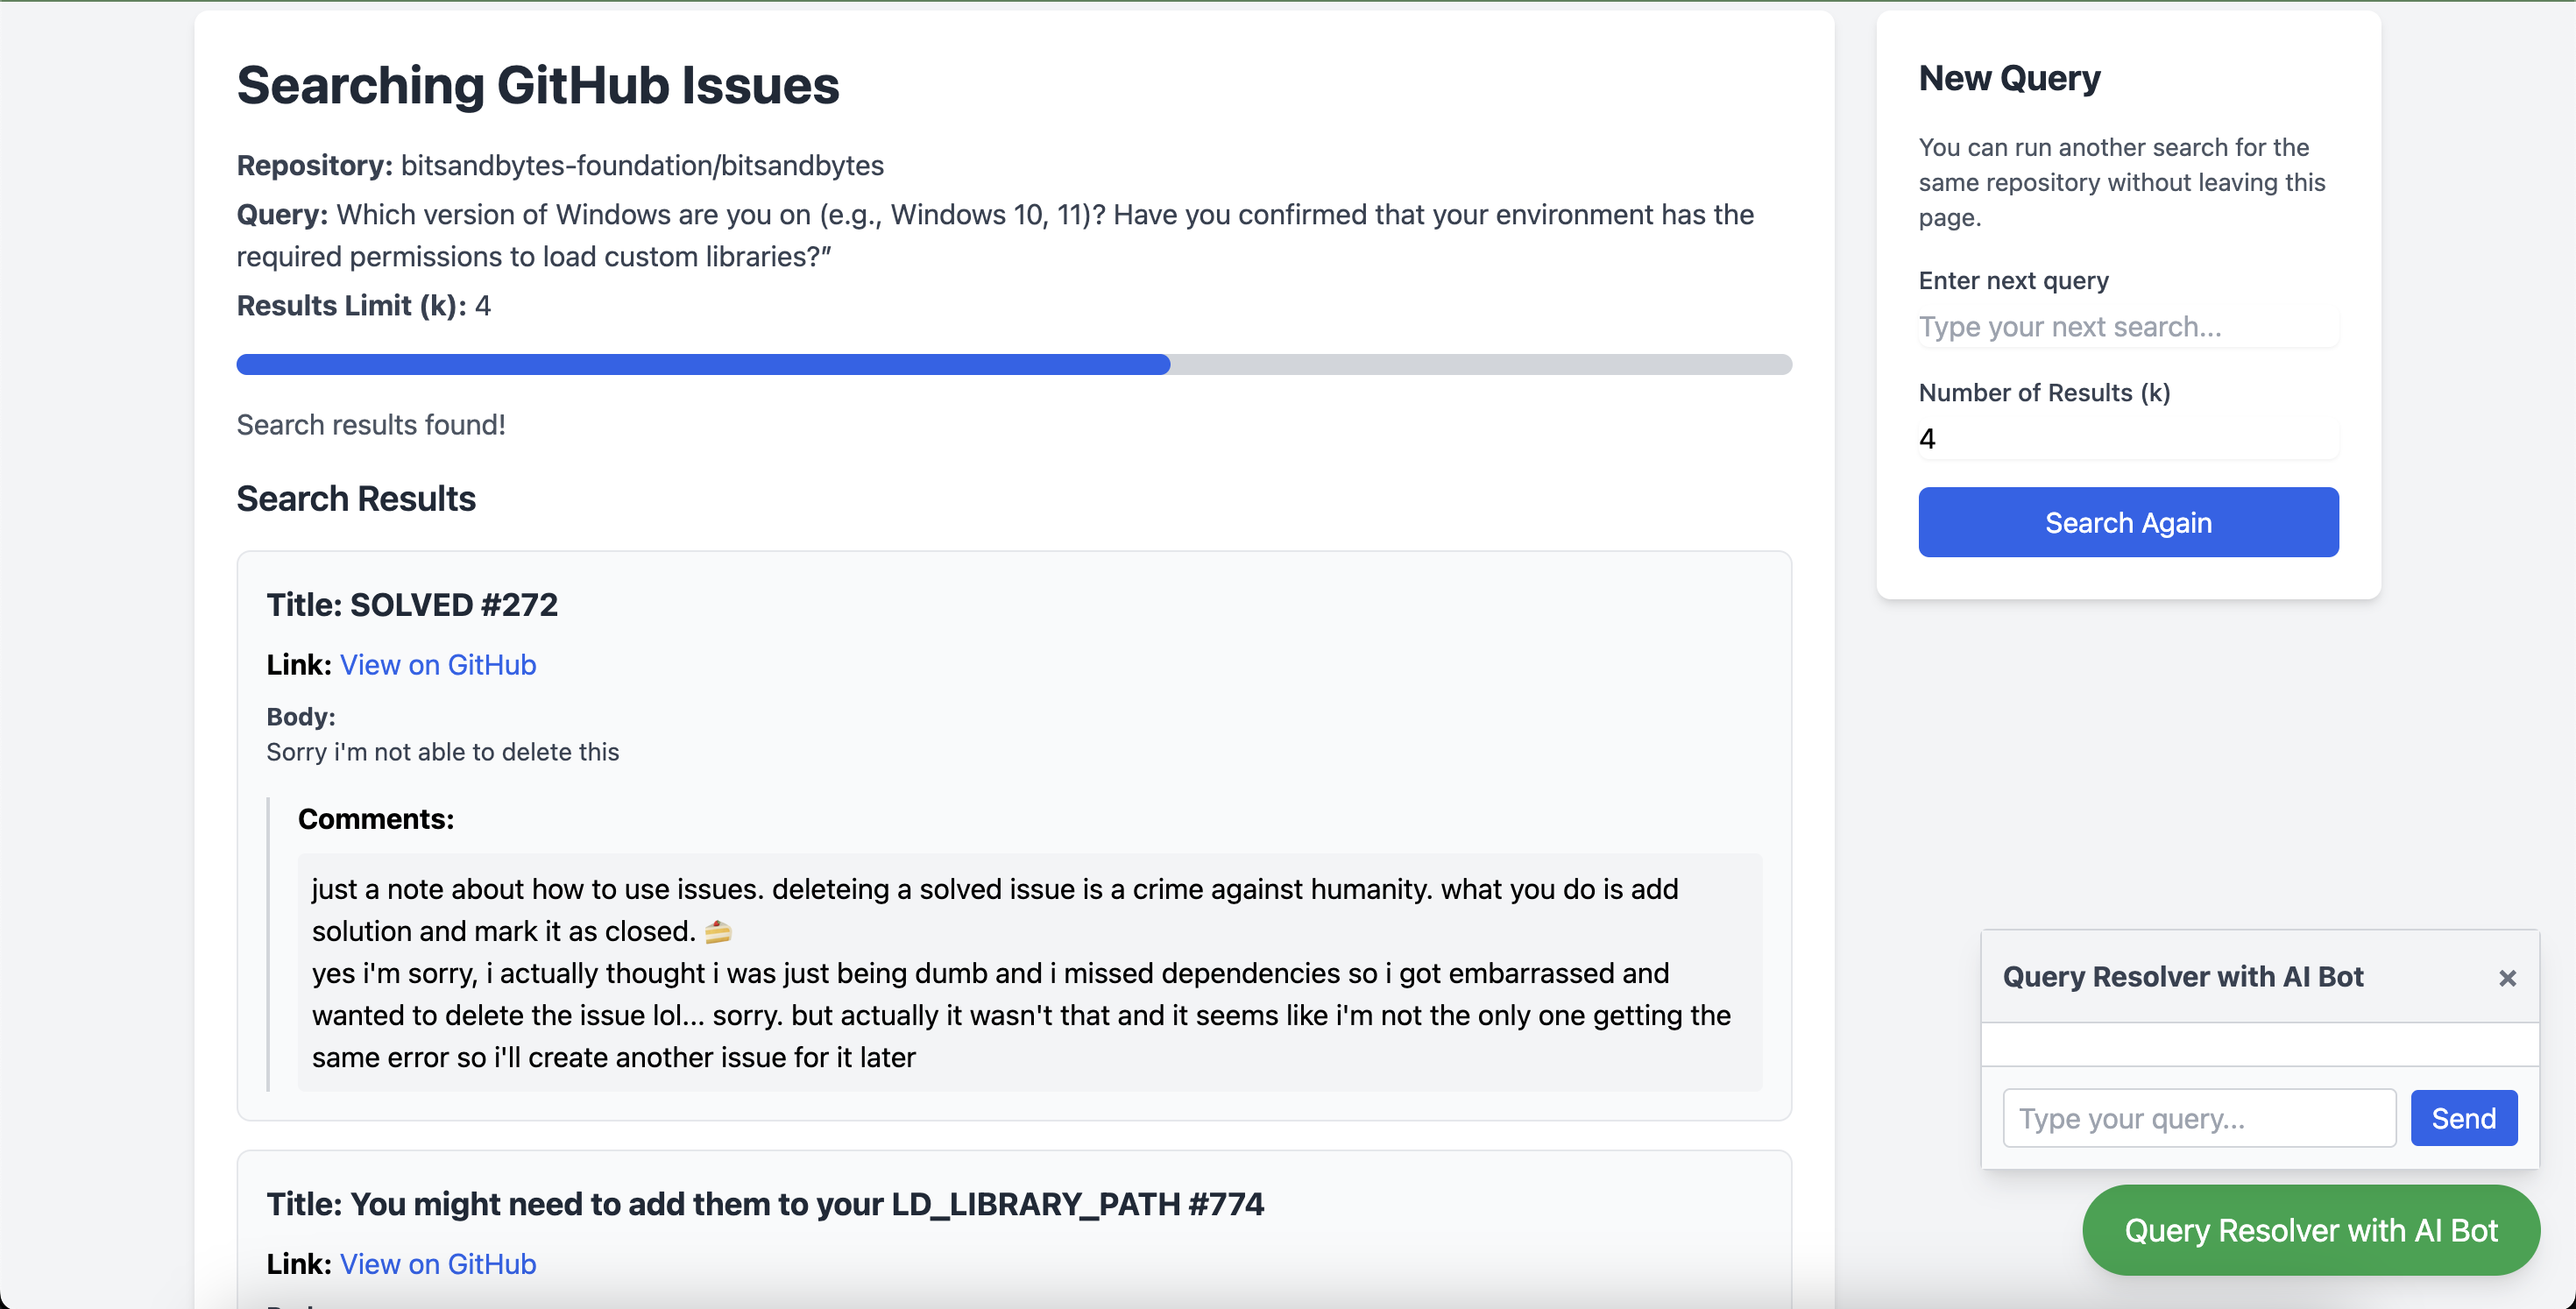 Searching GitHub Issues
Repository: bitsandbytes-foundation/bitsandbytes
Query: Which version of Windows are you on (e.g., Windows 10, 11)? Have you confirmed that your environment has the
required permissions to load custom libraries?”
Results Limit (k): 4
Search results found!
Search Results
Title: SOLVED #272
Link: View on GitHub
Body:
Sorry i'm not able to delete this
Comments:
just a note about how to use issues. deleteing a solved issue is a crime against humanity. what you do is add
solution and mark it as closed. 🍰
yes i'm sorry, i actually thought i was just being dumb and i missed dependencies so i got embarrassed and
wanted to delete the issue lol... sorry. but actually it wasn't that and it seems like i'm not the only one getting the
same error so i'll create another issue for it later
Title: You might need to add them to your LD_LIBRARY_PATH #774
Link: View on GitHub
New Query
You can run another search for the
same repository without leaving this
page.
Enter next query
Type your next search...
Number of Results (k)
4
Search Again
Query Resolver with AI Bot ×
Type your query...
Send
Query Resolver with AI Bot